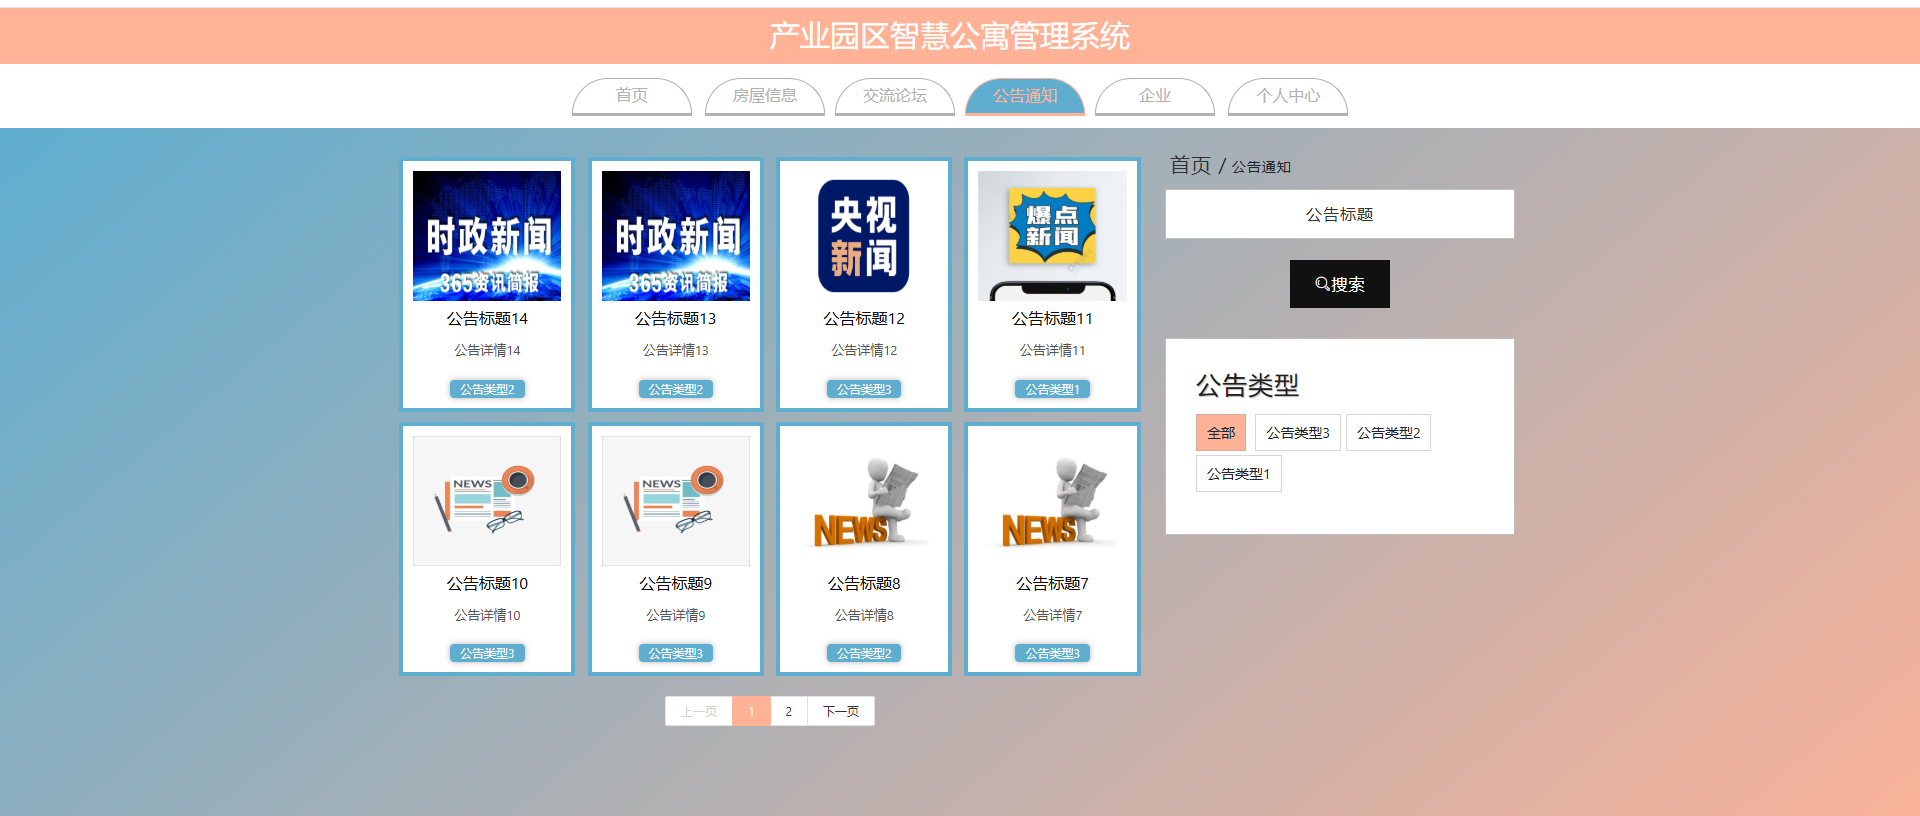 产业园区智慧公寓管理系统
首页
房屋信息
交流论坛
公告通知
企业
个人中心
首页 / 公告通知
公告标题
搜索
公告类型
全部
公告类型3
公告类型2
公告类型1
时政新闻
365资讯简报
公告标题14
公告详情14
公告类型2
时政新闻
365资讯简报
公告标题13
公告详情13
公告类型2
央视
新闻
公告标题12
公告详情12
公告类型3
爆点
新闻
公告标题11
公告详情11
公告类型1
NEWS
公告标题10
公告详情10
公告类型3
NEWS
公告标题9
公告详情9
公告类型3
NEWS
公告标题8
公告详情8
公告类型2
NEWS
公告标题7
公告详情7
公告类型3
上一页
1
2
下一页